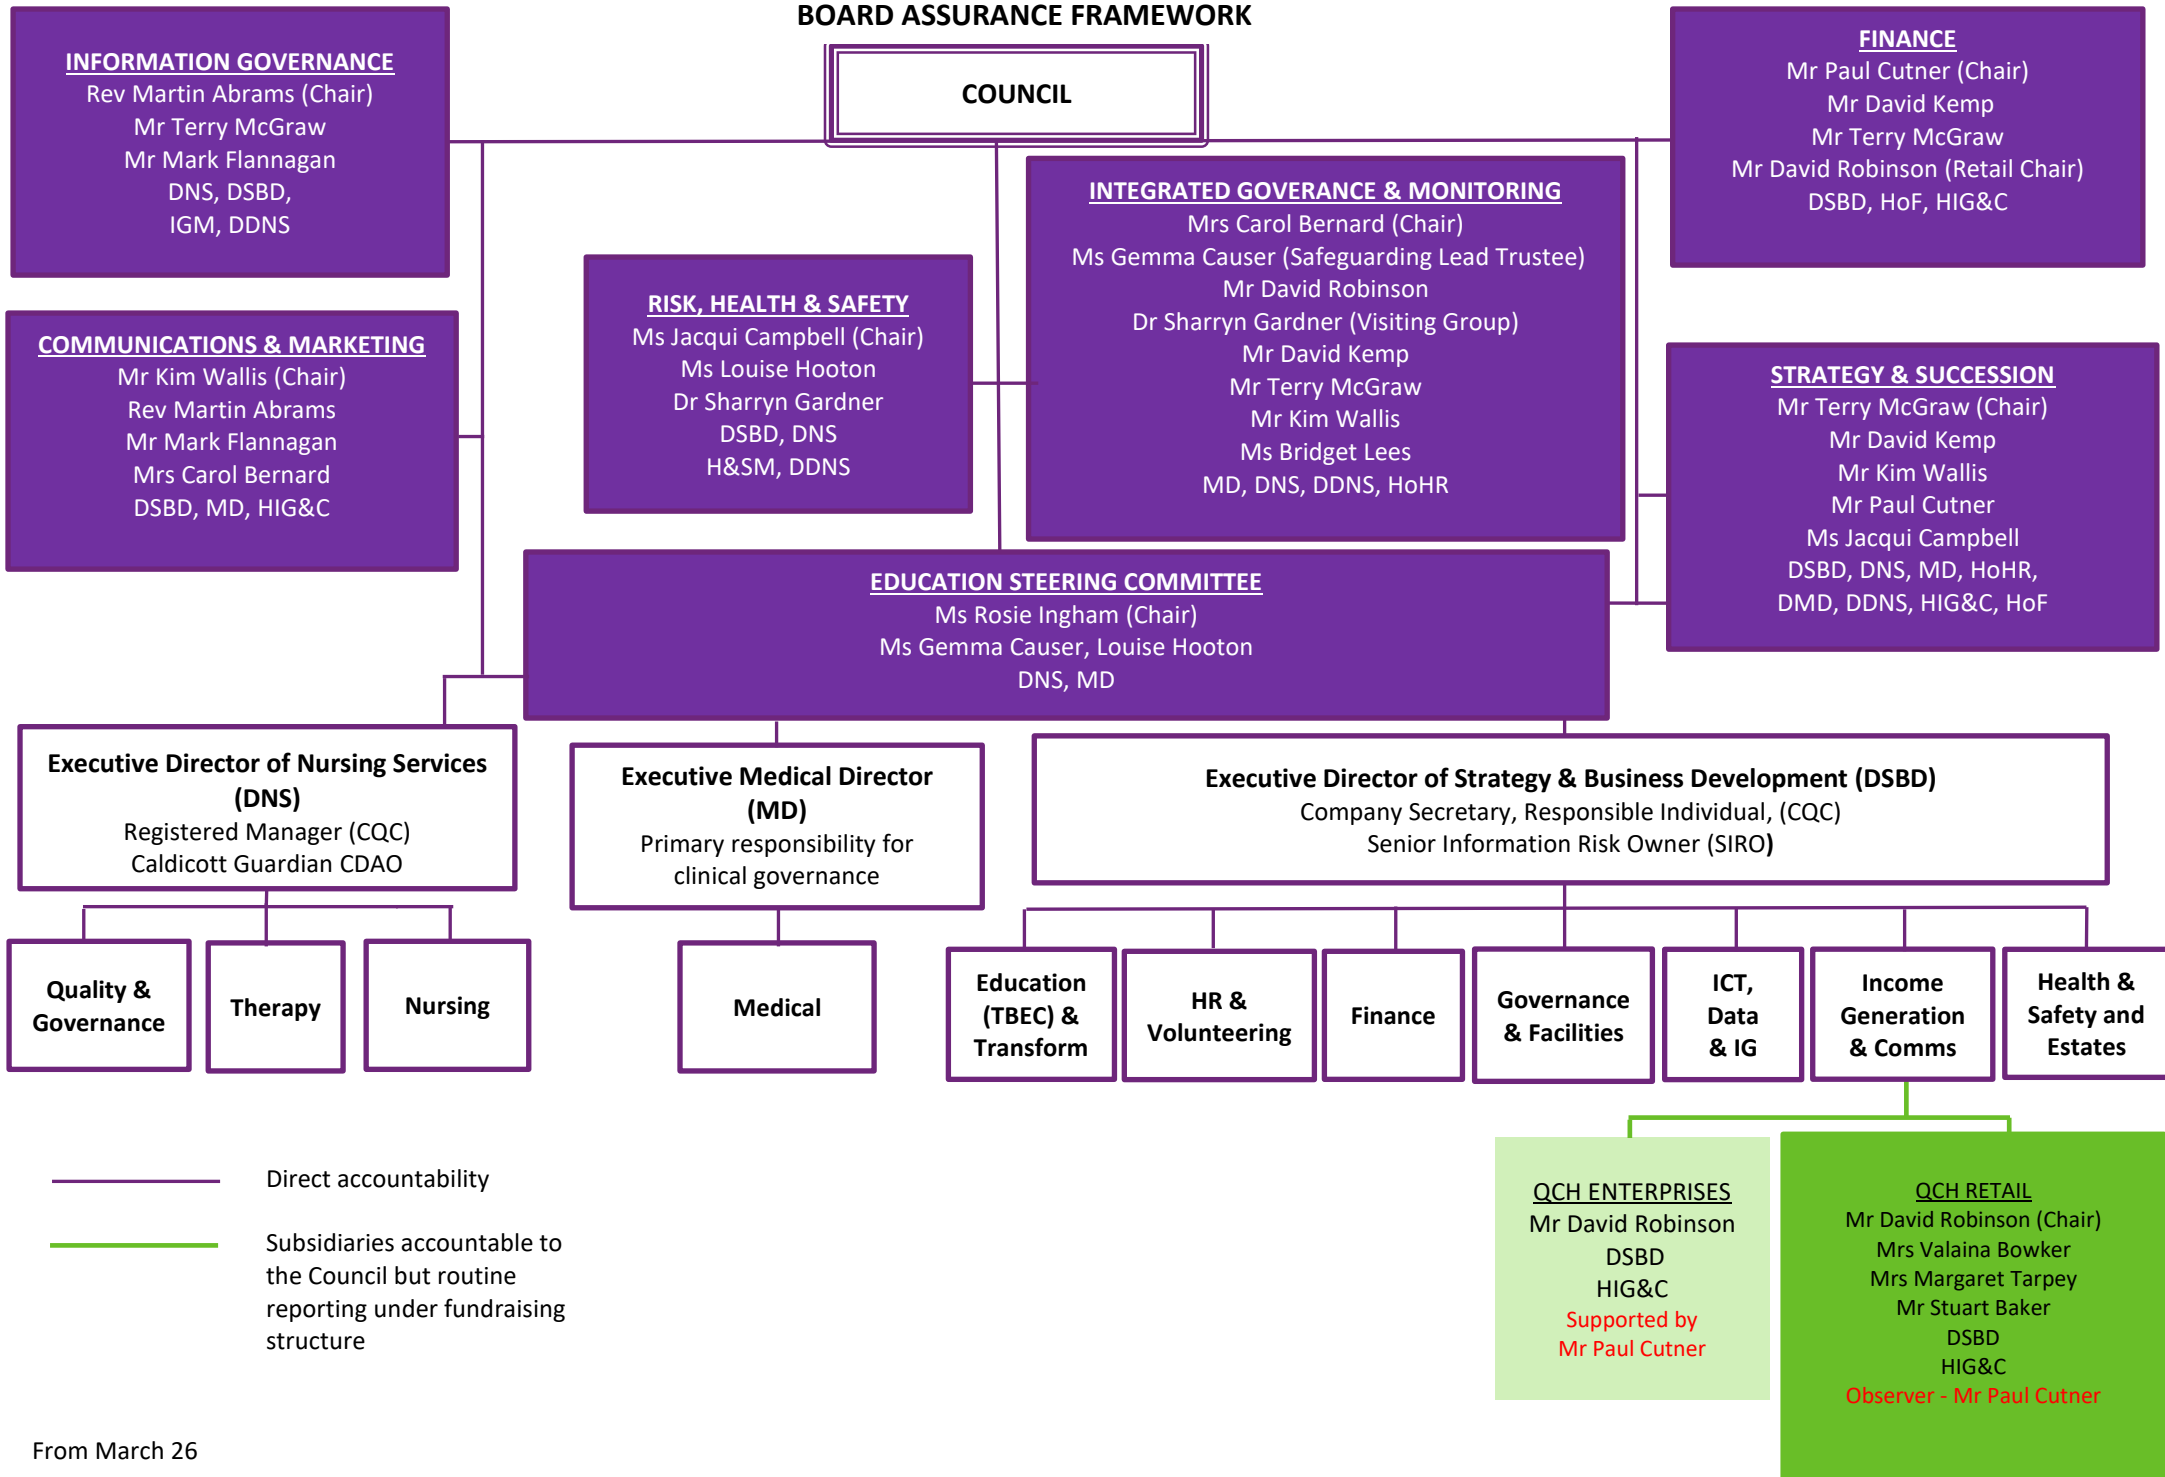 BOARD ASSURANCE FRAMEWORK
COUNCIL
INFORMATION GOVERNANCE
Rev Martin Abrams (Chair)
Mr Terry McGraw
Mr Mark Flannagan
DNS, DSBD,
IGM, DDNS
FINANCE
Mr Paul Cutner (Chair)
Mr David Kemp
Mr Terry McGraw
Mr David Robinson (Retail Chair)
DSBD, HoF, HIG&C
INTEGRATED GOVERANCE & MONITORING
Mrs Carol Bernard (Chair)
Ms Gemma Causer (Safeguarding Lead Trustee)
Mr David Robinson
Dr Sharryn Gardner (Visiting Group)
Mr David Kemp
Mr Terry McGraw
Mr Kim Wallis
Ms Bridget Lees
MD, DNS, DDNS, HoHR
RISK, HEALTH & SAFETY
Ms Jacqui Campbell (Chair)
Ms Louise Hooton
Dr Sharryn Gardner
DSBD, DNS
H&SM, DDNS
COMMUNICATIONS & MARKETING
Mr Kim Wallis (Chair)
Rev Martin Abrams
Mr Mark Flannagan
Mrs Carol Bernard
DSBD, MD, HIG&C
STRATEGY & SUCCESSION
Mr Terry McGraw (Chair)
Mr David Kemp
Mr Kim Wallis
Mr Paul Cutner
Ms Jacqui Campbell
DSBD, DNS, MD, HoHR,
DMD, DDNS, HIG&C, HoF
EDUCATION STEERING COMMITTEE
Ms Rosie Ingham (Chair)
Ms Gemma Causer, Louise Hooton
DNS, MD
Executive Director of Nursing Services
(DNS)
Registered Manager (CQC)
Caldicott Guardian CDAO
Executive Medical Director
(MD)
Primary responsibility for
clinical governance
Executive Director of Strategy & Business Development (DSBD)
Company Secretary, Responsible Individual, (CQC)
Senior Information Risk Owner (SIRO)
Quality &
Governance
Therapy
Nursing
Medical
Education
(TBEC) &
Transform
HR &
Volunteering
Finance
Governance
& Facilities
ICT,
Data
& IG
Income
Generation
& Comms
Health &
Safety and
Estates
Direct accountability
Subsidiaries accountable to
the Council but routine
reporting under fundraising
structure
QCH ENTERPRISES
Mr David Robinson
DSBD
HIG&C
Supported by
Mr Paul Cutner
QCH RETAIL
Mr David Robinson (Chair)
Mrs Valaina Bowker
Mrs Margaret Tarpey
Mr Stuart Baker
DSBD
HIG&C
Observer - Mr Paul Cutner
From March 26